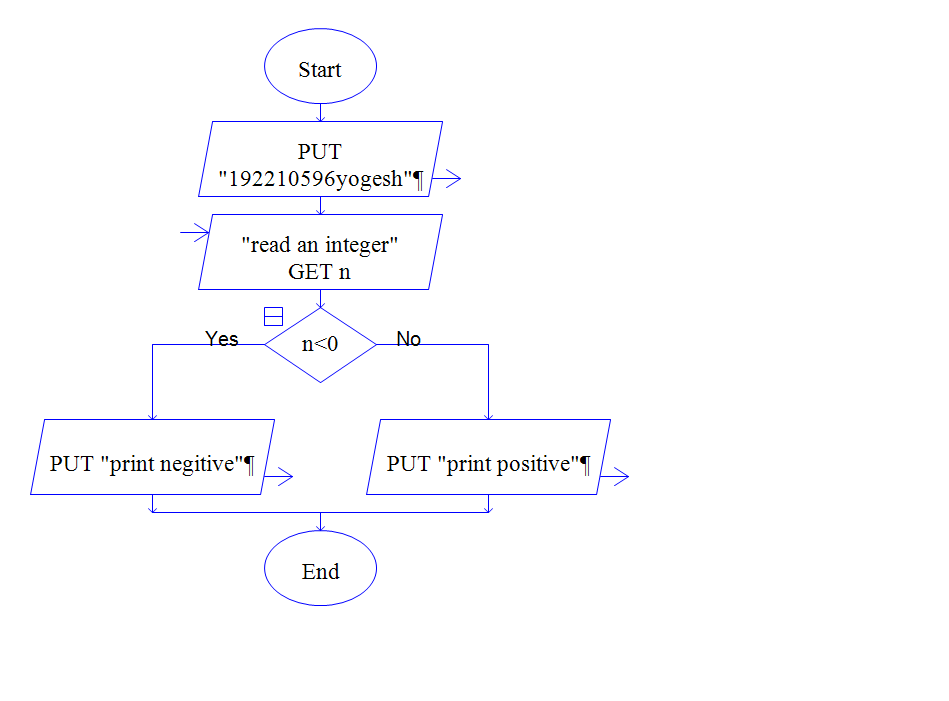 Start
PUT
"192210596yogesh"¶
"read an integer"
GET n
Yes
n<0
No
PUT "print negitive"¶
PUT "print positive"¶
End